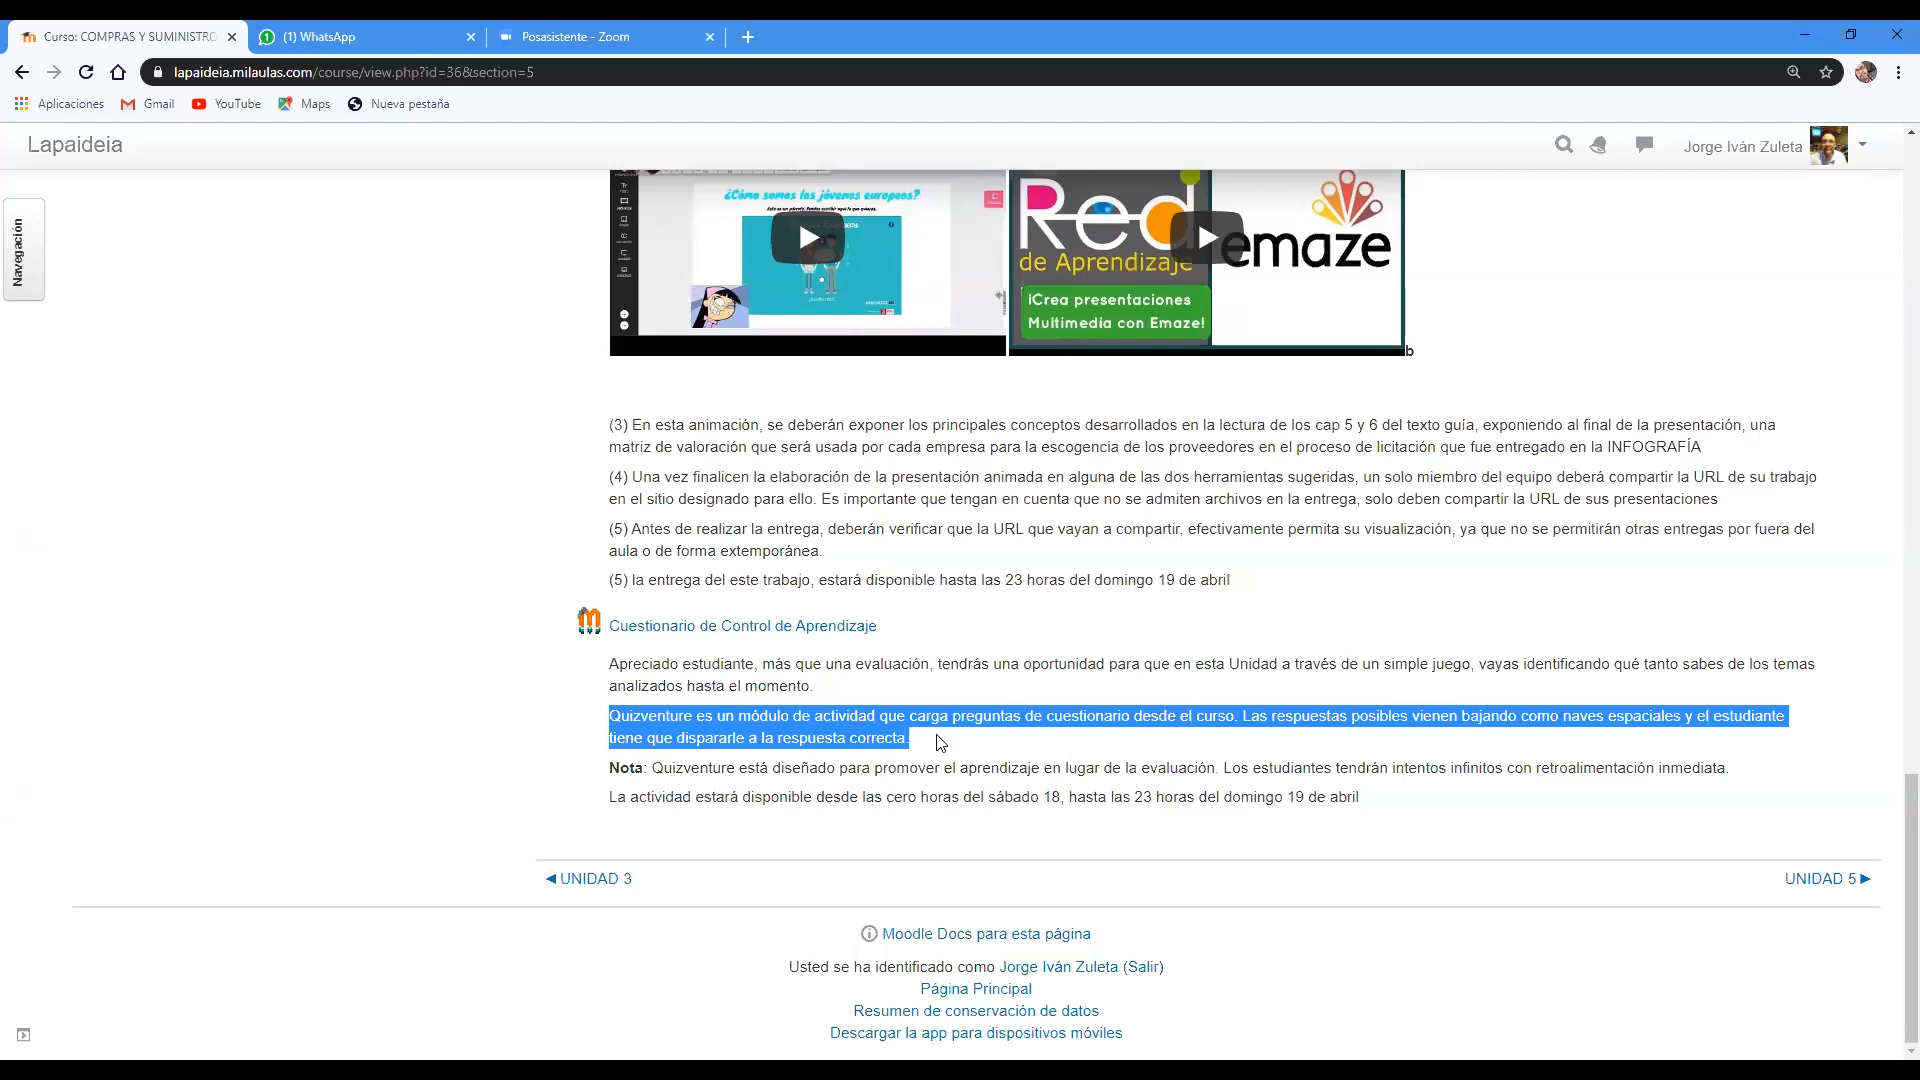 Curso: COMPRAS Y SUMINISTRO
(1) WhatsApp
Posasistente - Zoom
lapaideia.milaulas.com/course/view.php?id=36&section=5
Aplicaciones
Gmail
YouTube
Maps
Nueva pestaña
Lapaideia
Jorge Iván Zuleta
Navegación
¿Cómo somos los jóvenes europeos?
Red
de Aprendizaje
emaze
¡Crea presentaciones
Multimedia con Emaze!
b
(3) En esta animación, se deberán exponer los principales conceptos desarrollados en la lectura de los cap 5 y 6 del texto guía, exponiendo al final de la presentación, una
matriz de valoración que será usada por cada empresa para la escogencia de los proveedores en el proceso de licitación que fue entregado en la INFOGRAFÍA
(4) Una vez finalicen la elaboración de la presentación animada en alguna de las dos herramientas sugeridas, un solo miembro del equipo deberá compartir la URL de su trabajo
en el sitio designado para ello. Es importante que tengan en cuenta que no se admiten archivos en la entrega, solo deben compartir la URL de sus presentaciones
(5) Antes de realizar la entrega, deberán verificar que la URL que vayan a compartir, efectivamente permita su visualización, ya que no se permitirán otras entregas por fuera del
aula o de forma extemporánea.
(5) la entrega del este trabajo, estará disponible hasta las 23 horas del domingo 19 de abril
Cuestionario de Control de Aprendizaje
Apreciado estudiante, más que una evaluación, tendrás una oportunidad para que en esta Unidad a través de un simple juego, vayas identificando qué tanto sabes de los temas
analizados hasta el momento.
Quizventure es un módulo de actividad que carga preguntas de cuestionario desde el curso. Las respuestas posibles vienen bajando como naves espaciales y el estudiante
tiene que dispararle a la respuesta correcta.
Nota: Quizventure está diseñado para promover el aprendizaje en lugar de la evaluación. Los estudiantes tendrán intentos infinitos con retroalimentación inmediata.
La actividad estará disponible desde las cero horas del sábado 18, hasta las 23 horas del domingo 19 de abril
◀ UNIDAD 3
UNIDAD 5 ▶
Moodle Docs para esta página
Usted se ha identificado como Jorge Iván Zuleta (Salir)
Página Principal
Resumen de conservación de datos
Descargar la app para dispositivos móviles